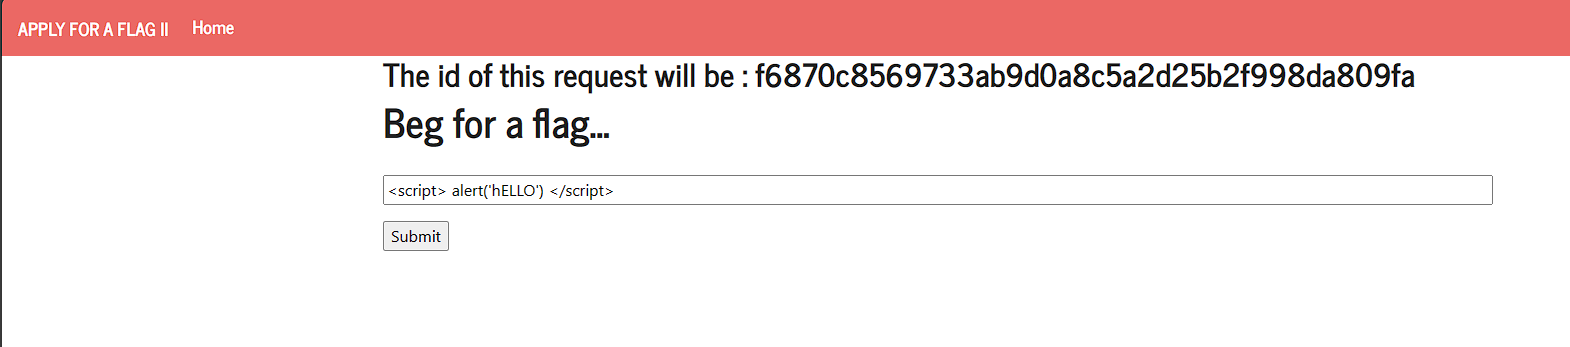 APPLY FOR A FLAG II Home
The id of this request will be : f6870c8569733ab9d0a8c5a2d25b2f998da809fa
Beg for a flag...
<script> alert('hELLO') </script>
Submit